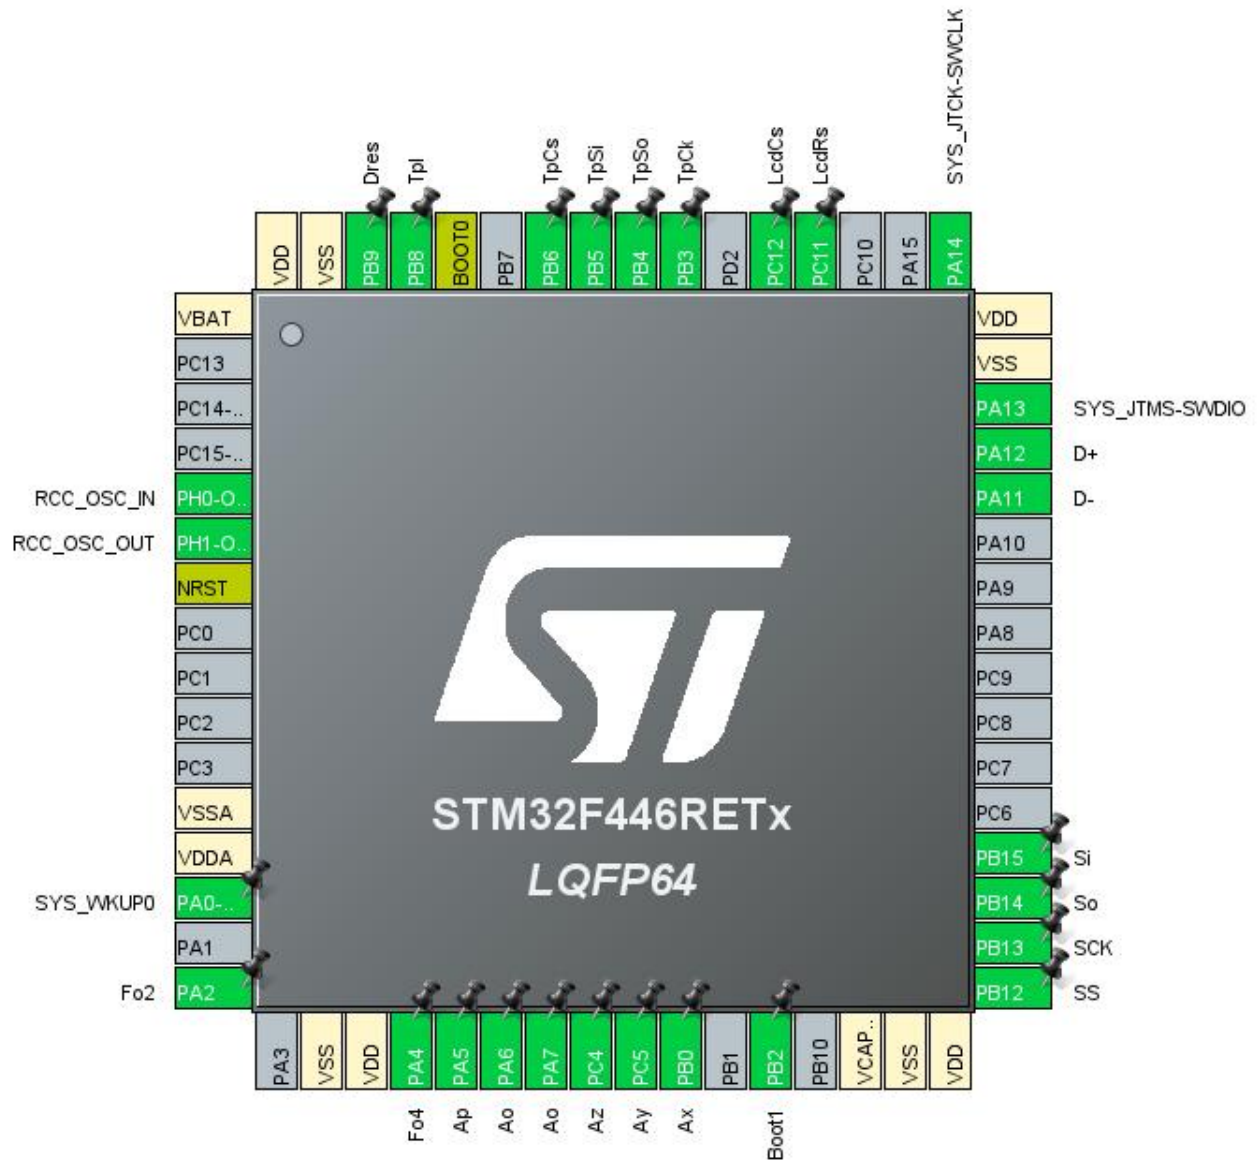 SYS_JTCK-SWCLK
Dres
TpI
TpCs
TpSi
TpSo
TpCk
LcdCs
LcdRs
VDD
VSS
PB9
PB8
BOOT0
PB7
PB6
PB5
PB4
PB3
PD2
PC12
PC11
PC10
PA15
PA14
VBAT
PC13
PC14-..
PC15-..
RCC_OSC_IN PH0-O..
RCC_OSC_OUT PH1-O..
NRST
PC0
PC1
PC2
PC3
VSSA
VDDA
SYS_WKUP0 PA0-..
PA1
Fo2 PA2
STM32F446RETx
LQFP64
VDD
VSS
PA13 SYS_JTMS-SWDIO
PA12 D+
PA11 D-
PA10
PA9
PA8
PC9
PC8
PC7
PC6
PB15 Si
PB14 So
PB13 SCK
PB12 SS
PA3
VSS
VDD
PA4
PA5
PA6
PA7
PC4
PC5
PB0
PB1
PB2
PB10
VCAP..
VSS
VDD
Fo4
Ap
Ao
Ao
Az
Ay
Ax
Boot1